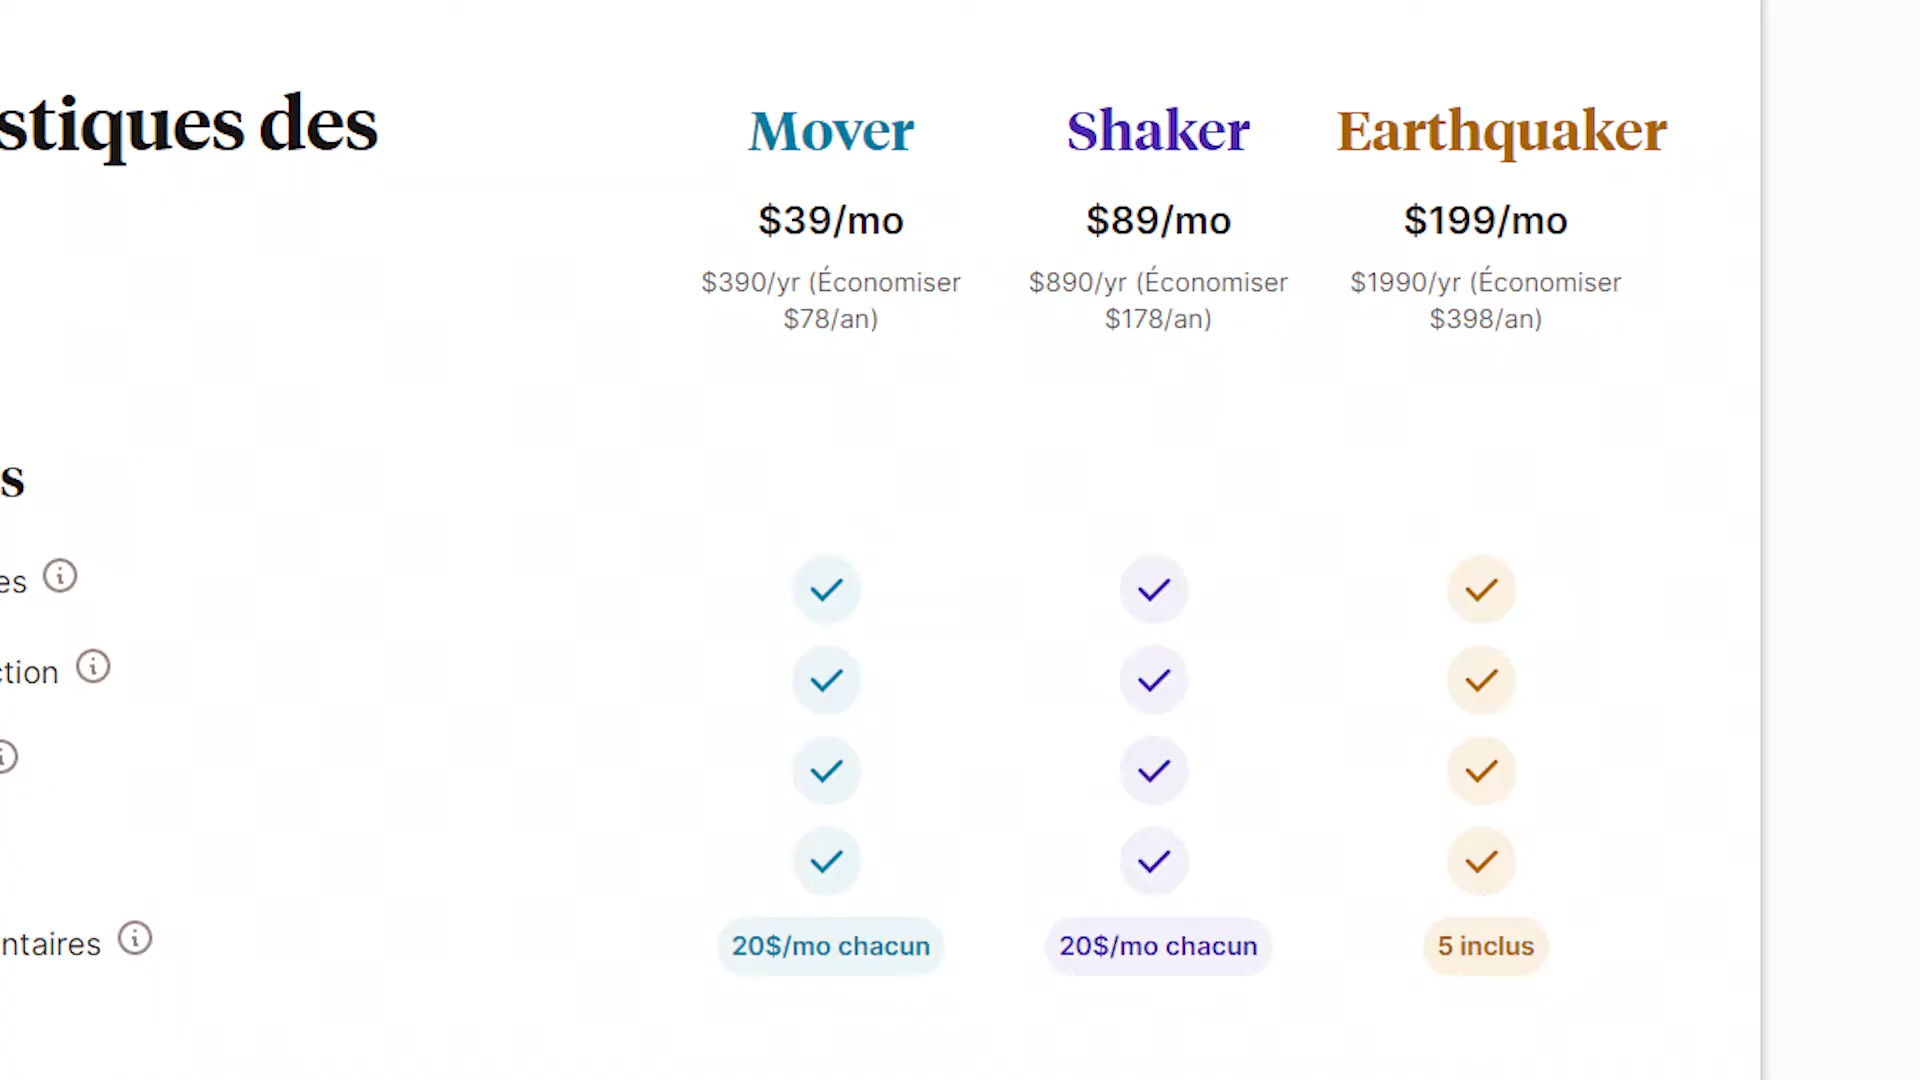 stiques des
Mover
Shaker
Earthquaker
$39/mo
$89/mo
$199/mo
$390/yr (Économiser
$78/an)
$890/yr (Économiser
$178/an)
$1990/yr (Économiser
$398/an)
s
es
ction
ntaires
20$/mo chacun
20$/mo chacun
5 inclus